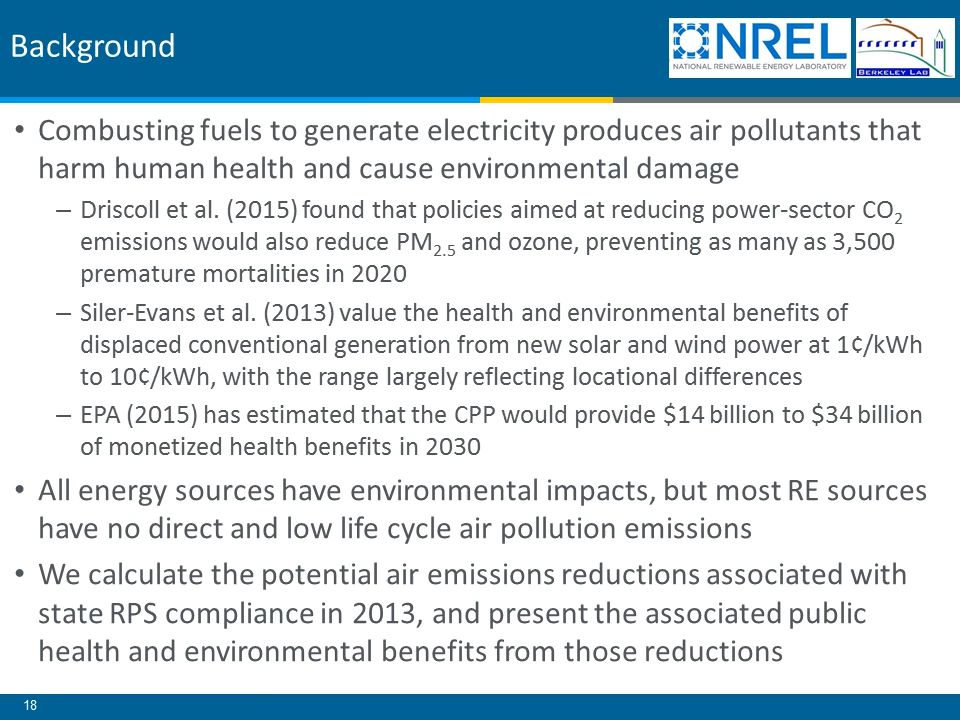 Background
NREL
NATIONAL RENEWABLE ENERGY LABORATORY
BERKELEY LAB
• Combusting fuels to generate electricity produces air pollutants that
harm human health and cause environmental damage
– Driscoll et al. (2015) found that policies aimed at reducing power-sector CO₂
emissions would also reduce PM₂.₅ and ozone, preventing as many as 3,500
premature mortalities in 2020
– Siler-Evans et al. (2013) value the health and environmental benefits of
displaced conventional generation from new solar and wind power at 1¢/kWh
to 10¢/kWh, with the range largely reflecting locational differences
– EPA (2015) has estimated that the CPP would provide $14 billion to $34 billion
of monetized health benefits in 2030
• All energy sources have environmental impacts, but most RE sources
have no direct and low life cycle air pollution emissions
• We calculate the potential air emissions reductions associated with
state RPS compliance in 2013, and present the associated public
health and environmental benefits from those reductions
18